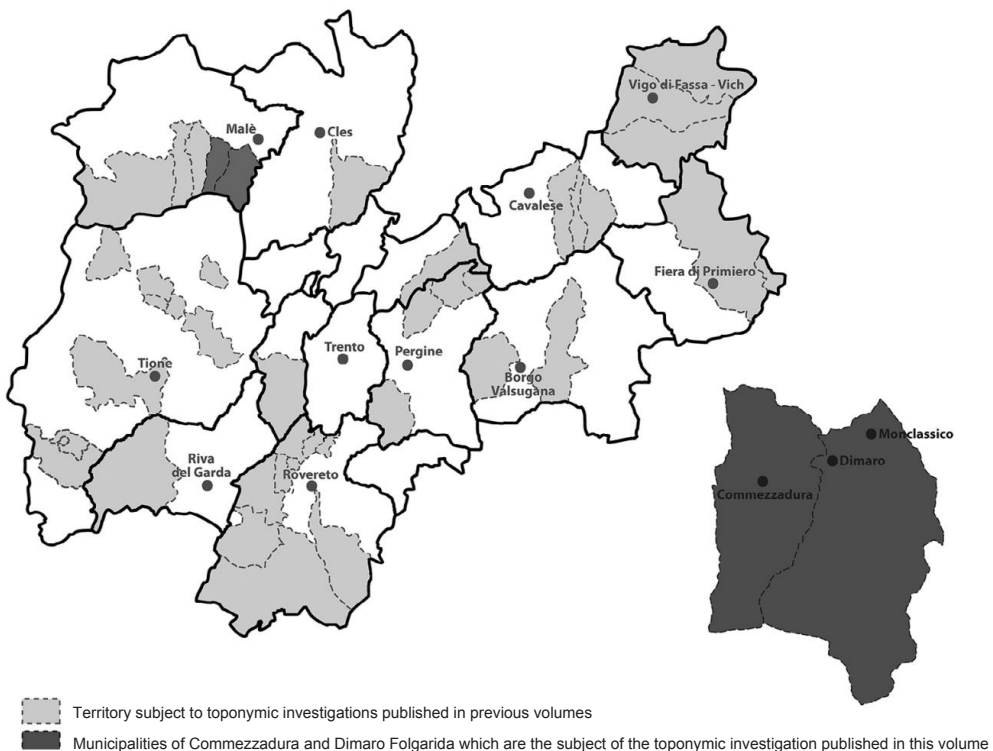 Vigo di Fassa - Vich
Malè
Cles
Cavalese
Fiera di Primiero
Trento
Pergine
Tione
Borgo
Valsugana
Riva
del Garda
Rovereto
Monclassico
Dimaro
Commezzadura
Territory subject to toponymic investigations published in previous volumes
Municipalities of Commezzadura and Dimaro Folgarida which are the subject of the toponymic investigation published in this volume